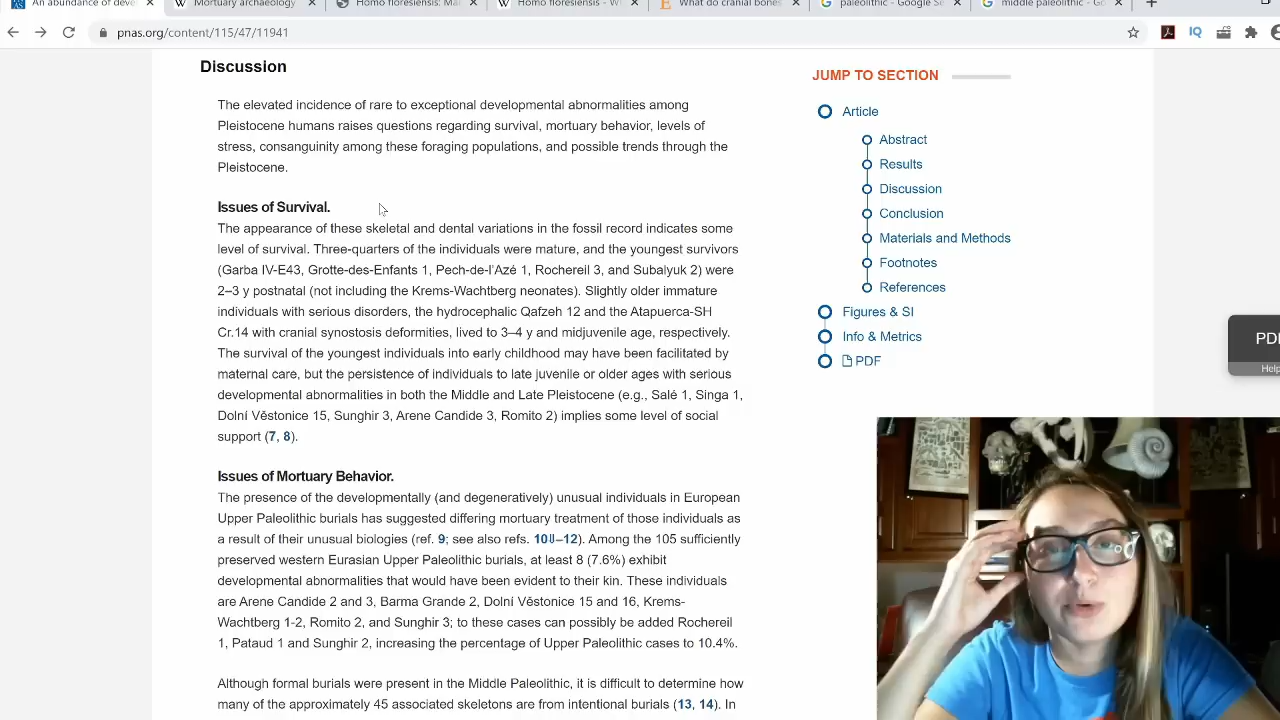 An abundance of deve
Mortuary archaeology
Homo floresiensis: Ma
Homo floresiensis - W
What do cranial bones
paleolithic - Google Se
middle paleolithic - Go
pnas.org/content/115/47/11941
IQ
Discussion
The elevated incidence of rare to exceptional developmental abnormalities among
Pleistocene humans raises questions regarding survival, mortuary behavior, levels of
stress, consanguinity among these foraging populations, and possible trends through the
Pleistocene.
Issues of Survival.
The appearance of these skeletal and dental variations in the fossil record indicates some
level of survival. Three-quarters of the individuals were mature, and the youngest survivors
(Garba IV-E43, Grotte-des-Enfants 1, Pech-de-l'Azé 1, Rochereil 3, and Subalyuk 2) were
2–3 y postnatal (not including the Krems-Wachtberg neonates). Slightly older immature
individuals with serious disorders, the hydrocephalic Qafzeh 12 and the Atapuerca-SH
Cr.14 with cranial synostosis deformities, lived to 3–4 y and midjuvenile age, respectively.
The survival of the youngest individuals into early childhood may have been facilitated by
maternal care, but the persistence of individuals to late juvenile or older ages with serious
developmental abnormalities in both the Middle and Late Pleistocene (e.g., Salé 1, Singa 1,
Dolní Věstonice 15, Sunghir 3, Arene Candide 3, Romito 2) implies some level of social
support (7, 8).
Issues of Mortuary Behavior.
The presence of the developmentally (and degeneratively) unusual individuals in European
Upper Paleolithic burials has suggested differing mortuary treatment of those individuals as
a result of their unusual biologies (ref. 9; see also refs. 10⇓–12). Among the 105 sufficiently
preserved western Eurasian Upper Paleolithic burials, at least 8 (7.6%) exhibit
developmental abnormalities that would have been evident to their kin. These individuals
are Arene Candide 2 and 3, Barma Grande 2, Dolní Věstonice 15 and 16, Krems-
Wachtberg 1-2, Romito 2, and Sunghir 3; to these cases can possibly be added Rochereil
1, Pataud 1 and Sunghir 2, increasing the percentage of Upper Paleolithic cases to 10.4%.
Although formal burials were present in the Middle Paleolithic, it is difficult to determine how
many of the approximately 45 associated skeletons are from intentional burials (13, 14). In
JUMP TO SECTION
Article
Abstract
Results
Discussion
Conclusion
Materials and Methods
Footnotes
References
Figures & SI
Info & Metrics
PDF
PDF
Help